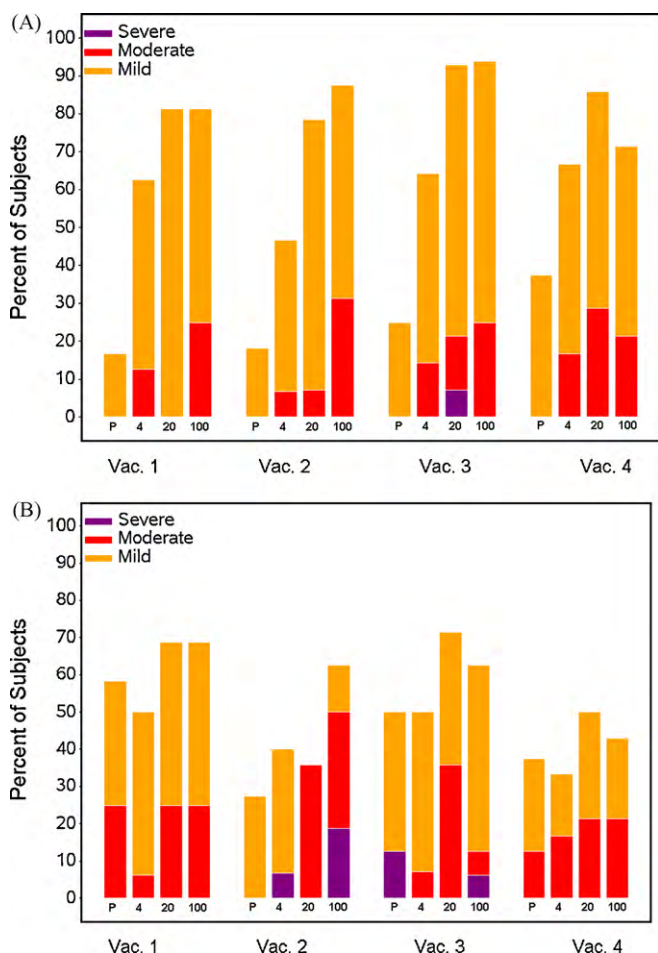 (A)
Severe
Moderate
Mild
100
90
80
70
60
50
40
30
20
10
0
Percent of Subjects
P 4 20 100 P 4 20 100 P 4 20 100 P 4 20 100
Vac. 1 Vac. 2 Vac. 3 Vac. 4
(B)
Severe
Moderate
Mild
100
90
80
70
60
50
40
30
20
10
0
Percent of Subjects
P 4 20 100 P 4 20 100 P 4 20 100 P 4 20 100
Vac. 1 Vac. 2 Vac. 3 Vac. 4